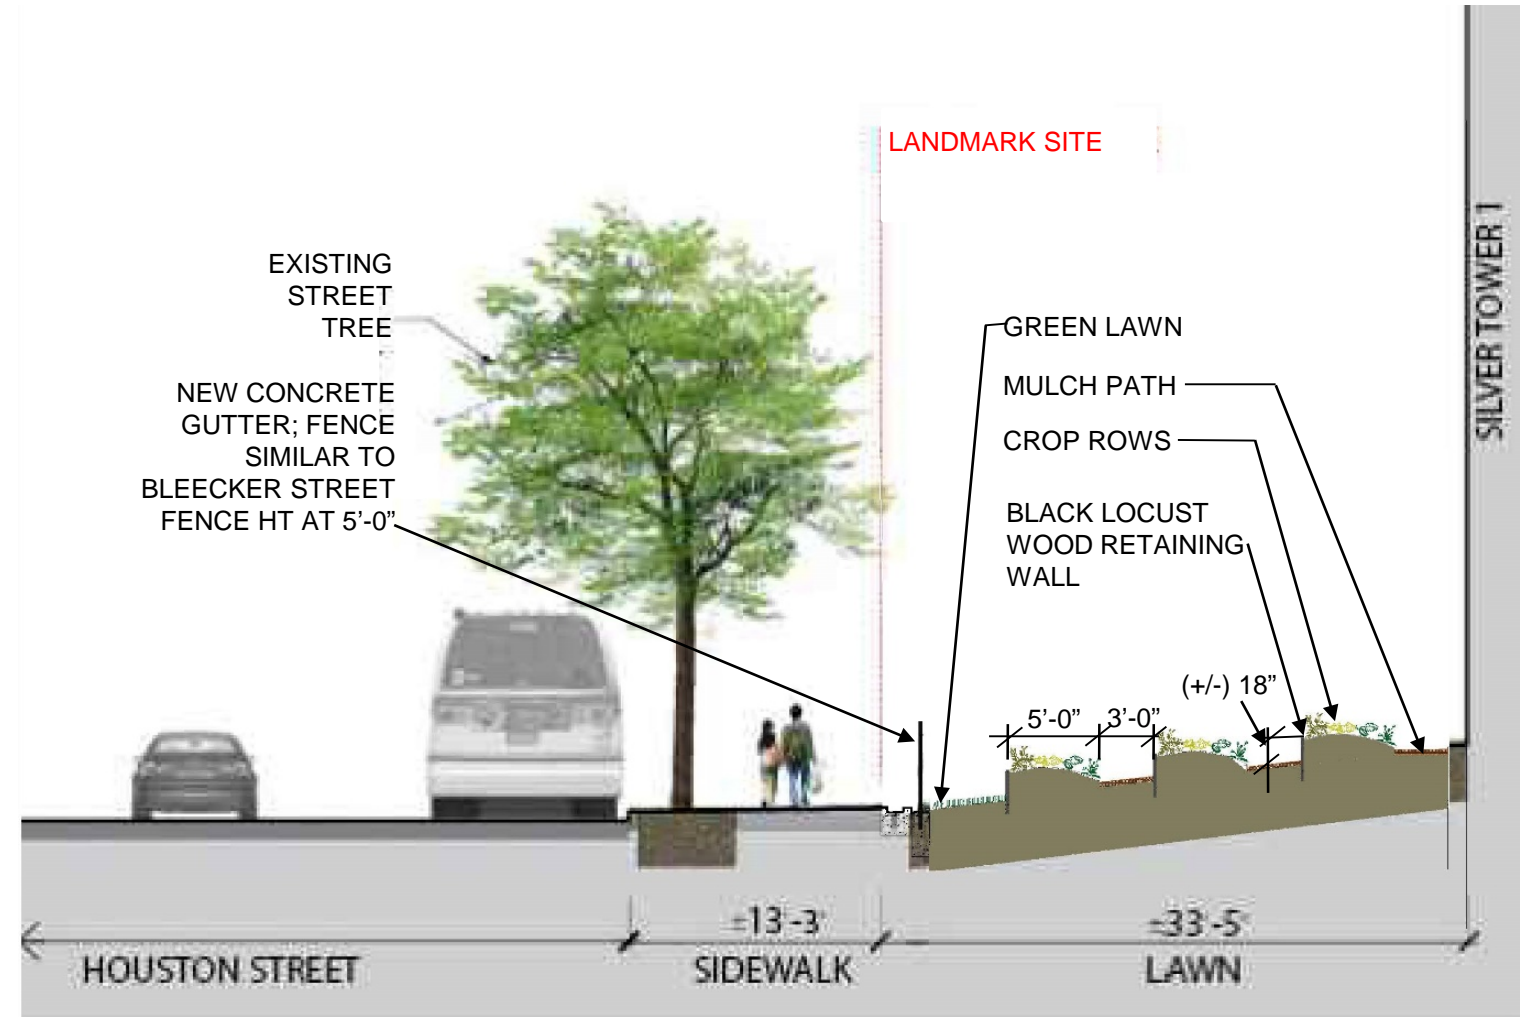 LANDMARK SITE
EXISTING
STREET
TREE
NEW CONCRETE
GUTTER; FENCE
SIMILAR TO
BLEECKER STREET
FENCE HT AT 5’-0”
GREEN LAWN
MULCH PATH
CROP ROWS
BLACK LOCUST
WOOD RETAINING
WALL
SILVER TOWER 1
(+/-) 18”
5’-0”
3’-0”
±13'-3"
±33'-5"
HOUSTON STREET
SIDEWALK
LAWN